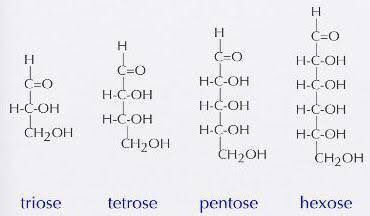 H
C=O
H-C-OH
CH2OH
triose
H
C=O
H-C-OH
H-C-OH
CH2OH
tetrose
H
C=O
H-C-OH
H-C-OH
H-C-OH
CH2OH
pentose
H
C=O
H-C-OH
H-C-OH
H-C-OH
H-C-OH
CH2OH
hexose